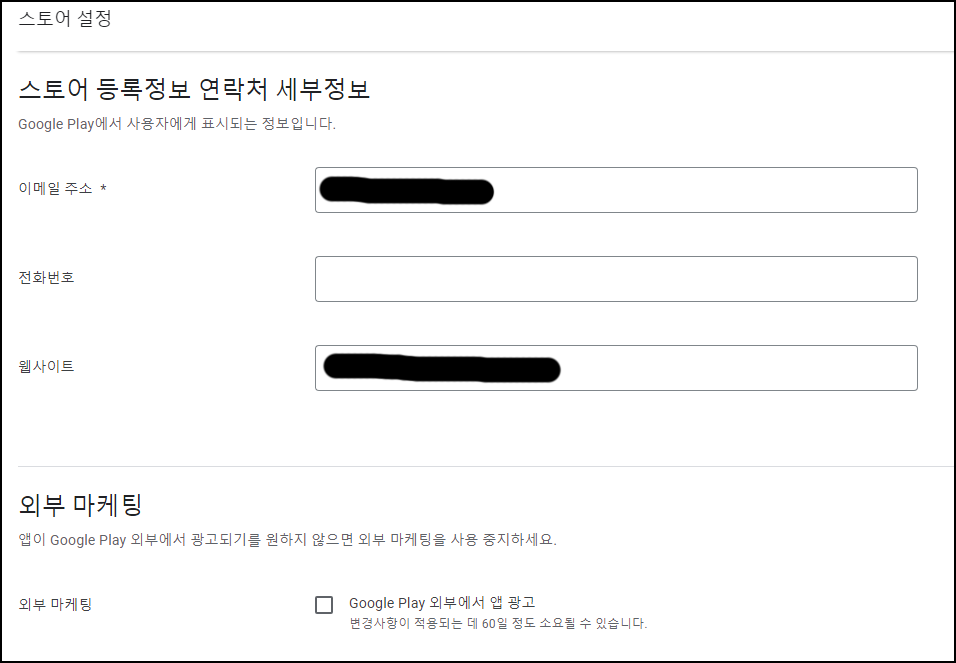 스토어 설정
스토어 등록정보 연락처 세부정보
Google Play에서 사용자에게 표시되는 정보입니다.
이메일 주소 *
전화번호
웹사이트
외부 마케팅
앱이 Google Play 외부에서 광고되기를 원하지 않으면 외부 마케팅을 사용 중지하세요.
외부 마케팅
Google Play 외부에서 앱 광고
변경사항이 적용되는 데 60일 정도 소요될 수 있습니다.